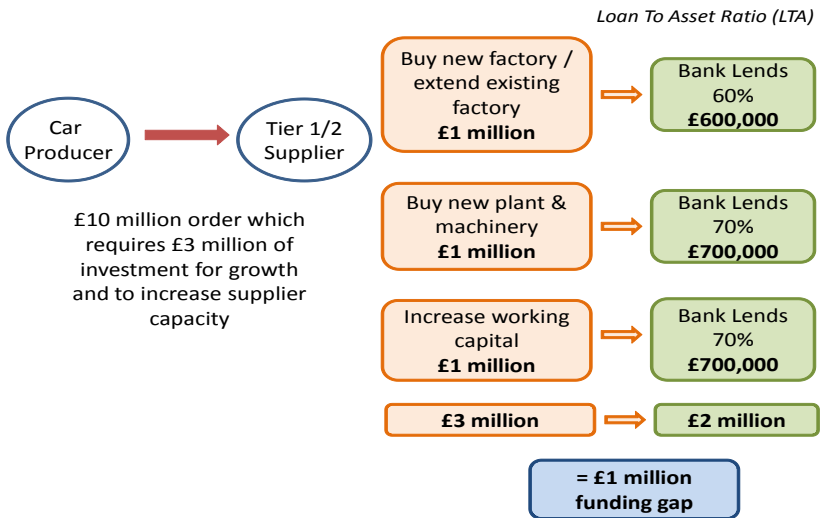 Loan To Asset Ratio (LTA)
Car
Producer
Tier 1/2
Supplier
£10 million order which
requires £3 million of
investment for growth
and to increase supplier
capacity
Buy new factory /
extend existing
factory
£1 million
Bank Lends
60%
£600,000
Buy new plant &
machinery
£1 million
Bank Lends
70%
£700,000
Increase working
capital
£1 million
Bank Lends
70%
£700,000
£3 million
£2 million
= £1 million
funding gap